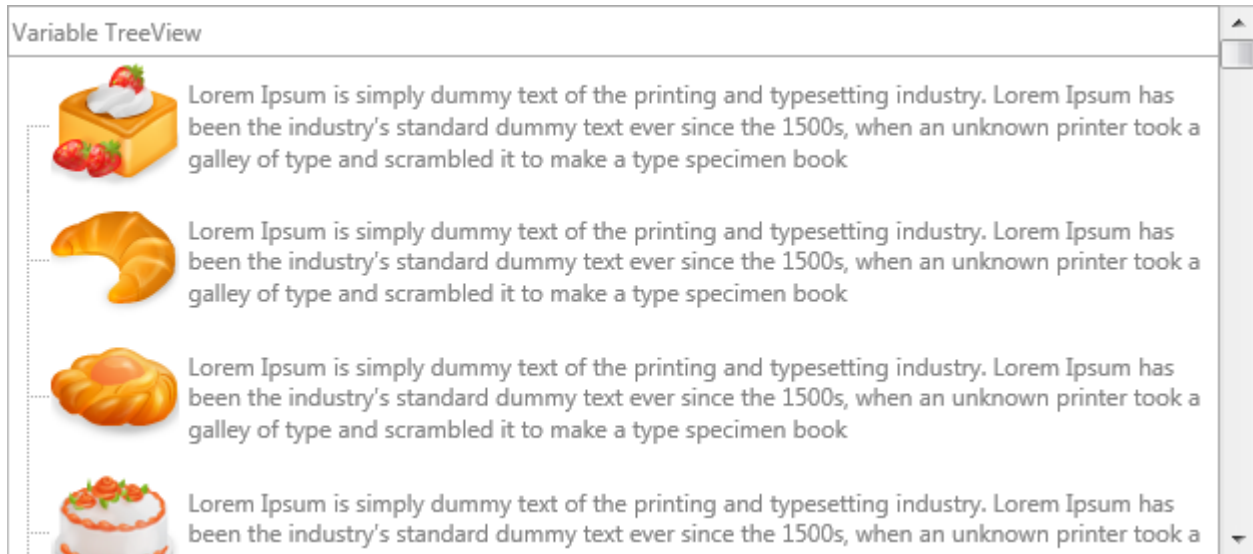 Variable TreeView
Lorem Ipsum is simply dummy text of the printing and typesetting industry. Lorem Ipsum has
been the industry's standard dummy text ever since the 1500s, when an unknown printer took a
galley of type and scrambled it to make a type specimen book
Lorem Ipsum is simply dummy text of the printing and typesetting industry. Lorem Ipsum has
been the industry's standard dummy text ever since the 1500s, when an unknown printer took a
galley of type and scrambled it to make a type specimen book
Lorem Ipsum is simply dummy text of the printing and typesetting industry. Lorem Ipsum has
been the industry's standard dummy text ever since the 1500s, when an unknown printer took a
galley of type and scrambled it to make a type specimen book
Lorem Ipsum is simply dummy text of the printing and typesetting industry. Lorem Ipsum has
been the industry's standard dummy text ever since the 1500s, when an unknown printer took a